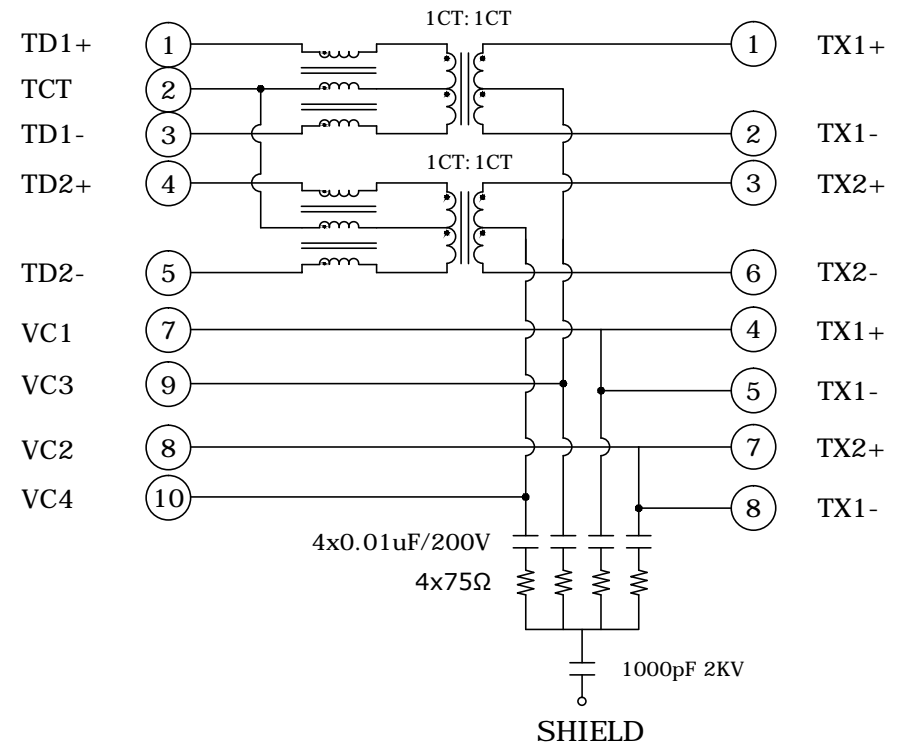 1CT:1CT
TD1+ 1 1 TX1+
TCT 2
TD1- 3 2 TX1-
1CT:1CT
TD2+ 4 3 TX2+
TD2- 5 6 TX2-
VC1 7 4 TX1+
VC3 9 5 TX1-
VC2 8 7 TX2+
VC4 10 8 TX1-
4x0.01uF/200V
4x75Ω
1000pF 2KV
SHIELD